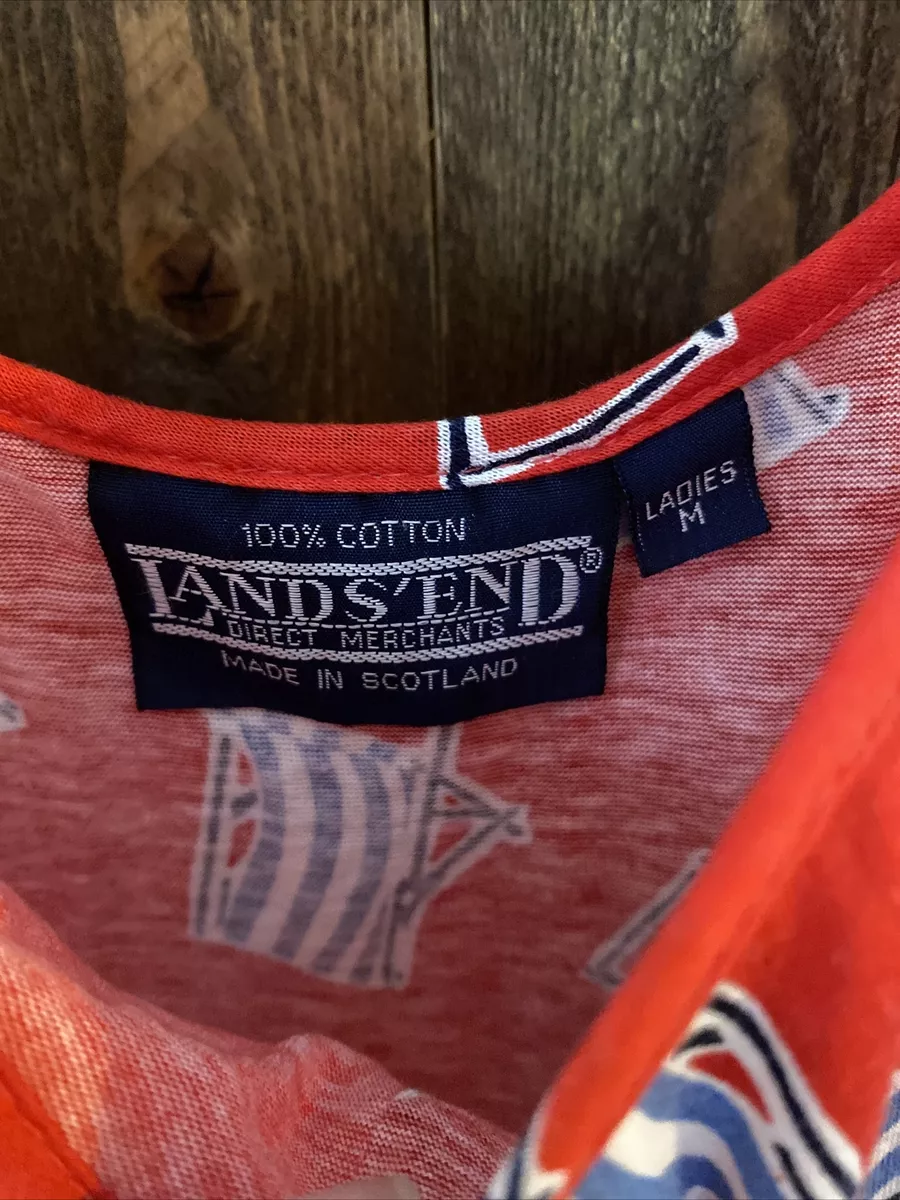 100% COTTON
LANDS'END®
DIRECT MERCHANTS
MADE IN SCOTLAND
LADIES
M